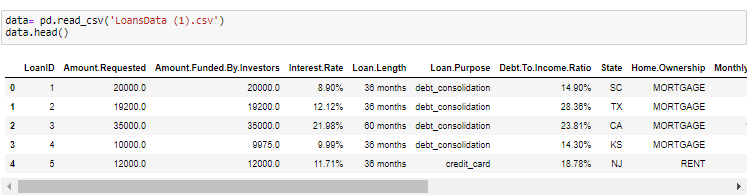 data= pd.read_csv('LoansData (1).csv')
data.head()
LoanID Amount.Requested Amount.Funded.By.Investors Interest.Rate Loan.Length Loan.Purpose Debt.To.Income.Ratio State Home.Ownership Monthly
0 1 20000.0 20000.0 8.90% 36 months debt_consolidation 14.90% SC MORTGAGE
1 2 19200.0 19200.0 12.12% 36 months debt_consolidation 28.36% TX MORTGAGE
2 3 35000.0 35000.0 21.98% 60 months debt_consolidation 23.81% CA MORTGAGE
3 4 10000.0 9975.0 9.99% 36 months debt_consolidation 14.30% KS MORTGAGE
4 5 12000.0 12000.0 11.71% 36 months credit_card 18.78% NJ RENT